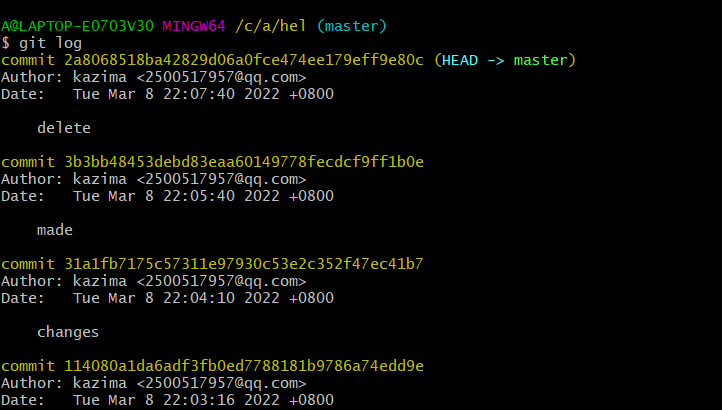 A@LAPTOP-E0703V30 MINGW64 /c/a/hel (master)
$ git log
commit 2a8068518ba42829d06a0fce474ee179eff9e80c (HEAD -> master)
Author: kazima <2500517957@qq.com>
Date:   Tue Mar 8 22:07:40 2022 +0800
delete
commit 3b3bb48453debd83eaa60149778fecdcf9ff1b0e
Author: kazima <2500517957@qq.com>
Date:   Tue Mar 8 22:05:40 2022 +0800
made
commit 31a1fb7175c57311e97930c53e2c352f47ec41b7
Author: kazima <2500517957@qq.com>
Date:   Tue Mar 8 22:04:10 2022 +0800
changes
commit 114080a1da6adf3fb0ed7788181b9786a74edd9e
Author: kazima <2500517957@qq.com>
Date:   Tue Mar 8 22:03:16 2022 +0800